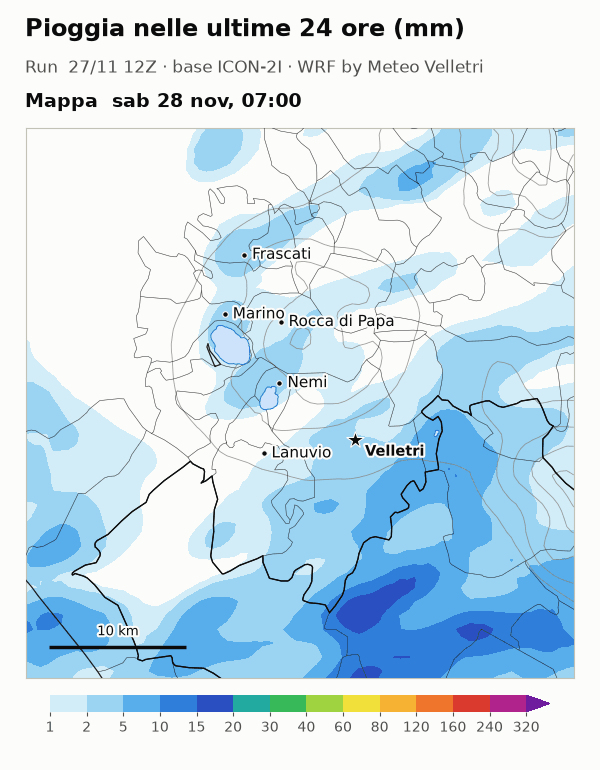 Pioggia nelle ultime 24 ore (mm)
Run  27/11 12Z · base ICON-2I · WRF by Meteo Velletri
Mappa  sab 28 nov, 07:00
Frascati
Marino
Rocca di Papa
Nemi
Velletri
Lanuvio
10 km
1 2 5 10 15 20 30 40 60 80 120 160 240 320